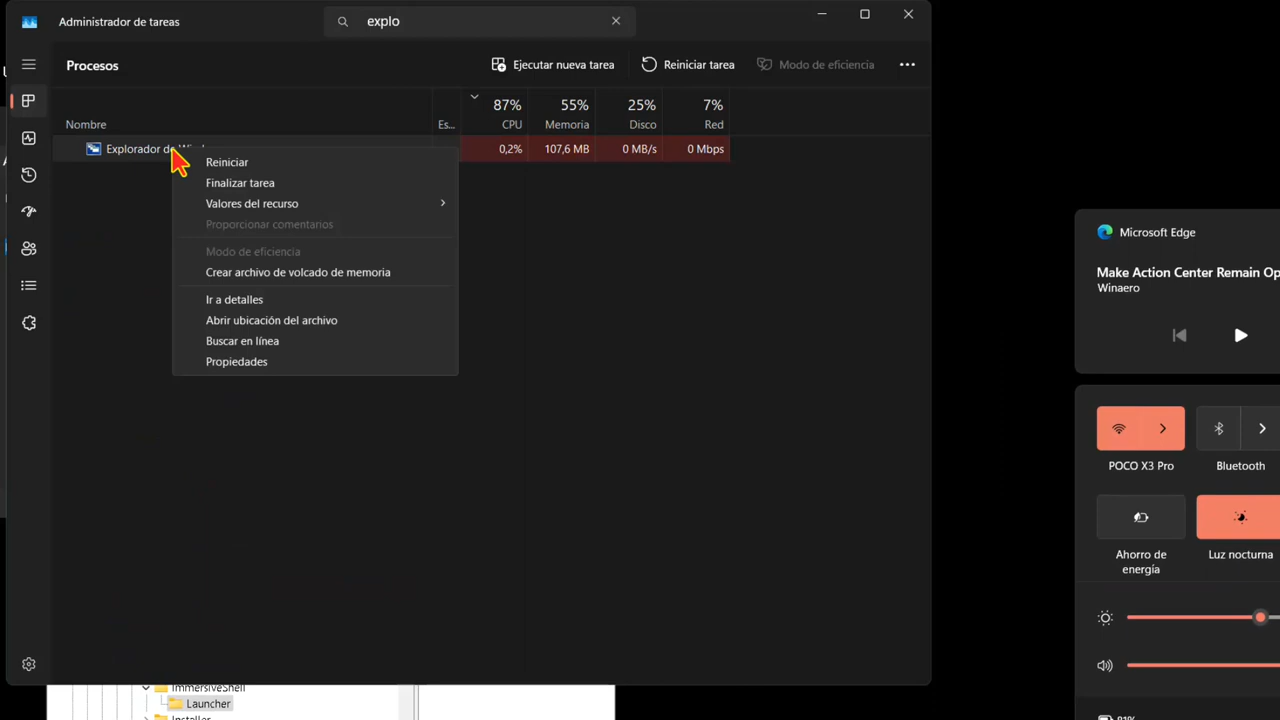 Administrador de tareas
explo
Procesos
Ejecutar nueva tarea
Reiniciar tarea
Modo de eficiencia
87% 55% 25% 7%
Nombre Es... CPU Memoria Disco Red
Explorador de 0,2% 107,6 MB 0 MB/s 0 Mbps
Reiniciar
Finalizar tarea
Valores del recurso
Proporcionar comentarios
Modo de eficiencia
Crear archivo de volcado de memoria
Ir a detalles
Abrir ubicación del archivo
Buscar en línea
Propiedades
Microsoft Edge
Make Action Center Remain Op
Winaero
POCO X3 Pro
Bluetooth
Ahorro de
energía
Luz nocturna
ImmersiveShell
Launcher
Installer